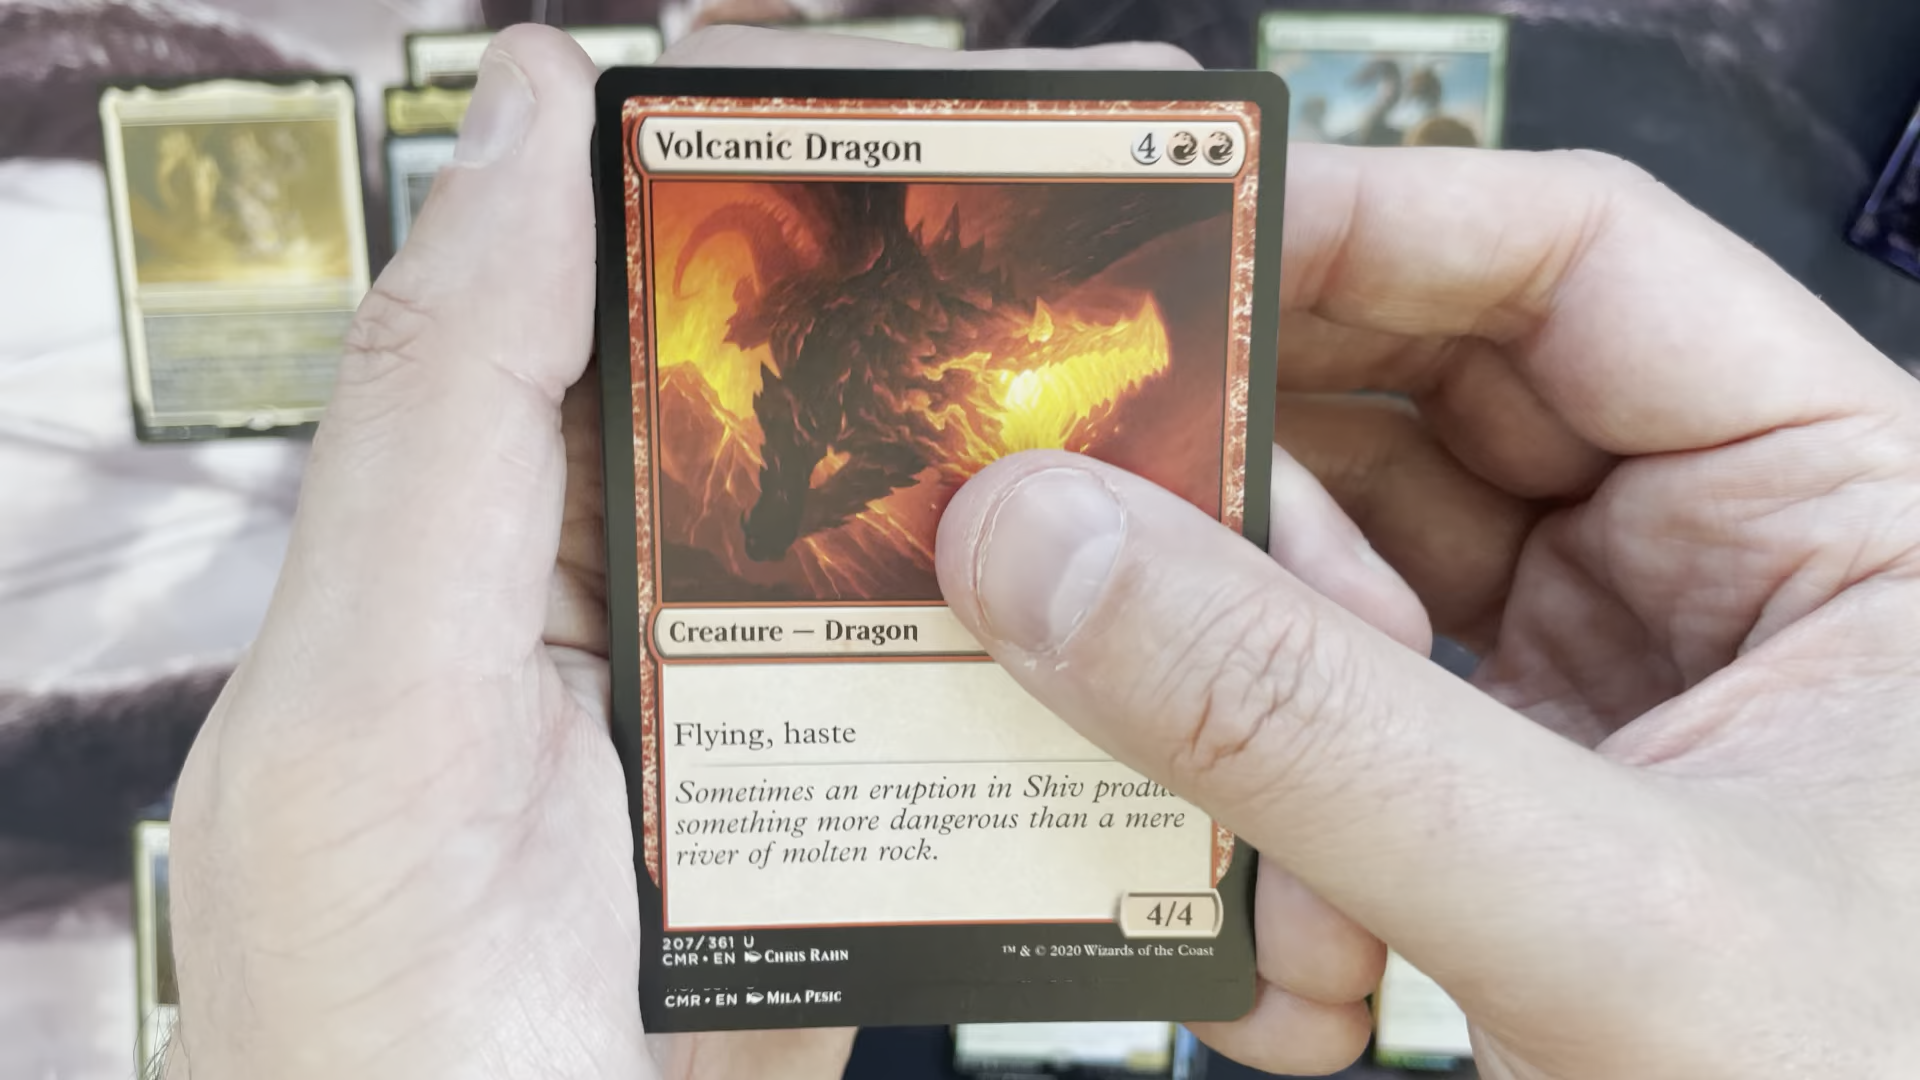 Volcanic Dragon 4
Creature — Dragon
Flying, haste
Sometimes an eruption in Shiv produ
something more dangerous than a mere
river of molten rock.
4/4
207/361 U
CMR • EN Chris Rahn
™ & © 2020 Wizards of the Coast
CMR • EN Mila Pesic